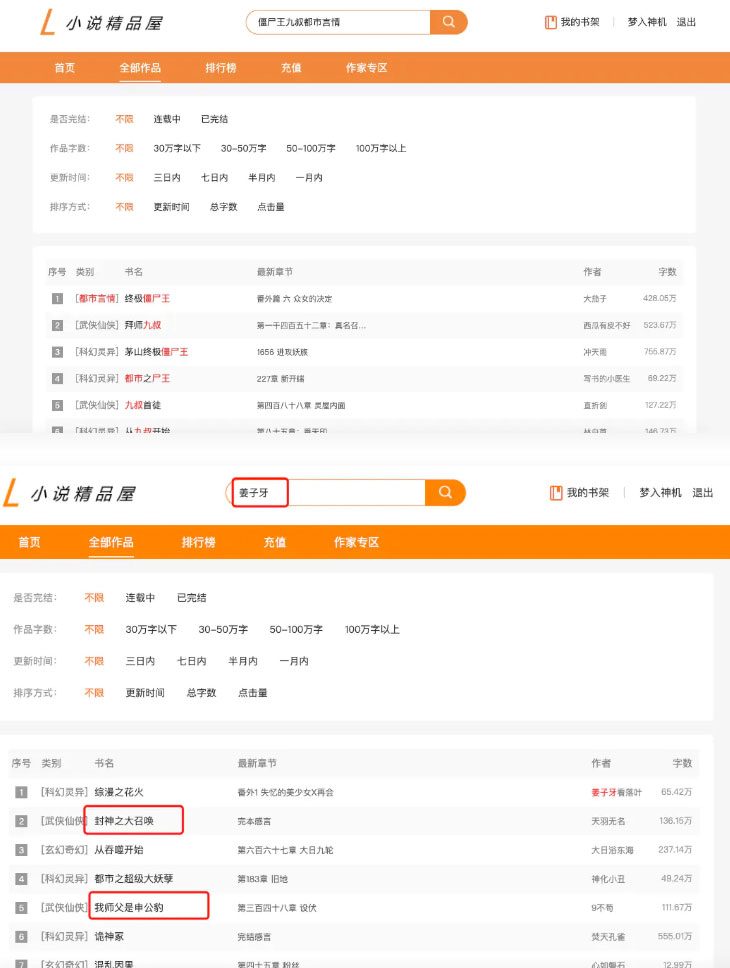 小说精品屋 僵尸王九叔都市言情 我的书架 梦入神机 退出
首页 全部作品 排行榜 充值 作家专区
是否完结: 不限 连载中 已完结
作品字数: 不限 30万字以下 30-50万字 50-100万字 100万字以上
更新时间: 不限 三日内 七日内 半月内 一月内
排序方式: 不限 更新时间 总字数 点击量
序号 类别 书名 最新章节 作者 字数
1 [都市言情] 终极僵尸王 番外篇 六 众女的决定 大茄子 428.05万
2 [武侠仙侠] 拜师九叔 第一千四百五十二章：真名召... 西瓜有皮不好 523.67万
3 [科幻灵异] 茅山终极僵尸王 1656 进攻妖族 冲天雨 755.87万
4 [科幻灵异] 都市之尸王 227章 新开端 写书的小医生 69.22万
5 [武侠仙侠] 九叔首徒 第四百八十八章 灵屋内面 直折剑 127.22万
6 [科幻灵异] 从九叔开始 146.73万
小说精品屋 姜子牙 我的书架 梦入神机 退出
首页 全部作品 排行榜 充值 作家专区
是否完结: 不限 连载中 已完结
作品字数: 不限 30万字以下 30-50万字 50-100万字 100万字以上
更新时间: 不限 三日内 七日内 半月内 一月内
排序方式: 不限 更新时间 总字数 点击量
序号 类别 书名 最新章节 作者 字数
1 [科幻灵异] 综漫之花火 番外1 失忆的美少女X再会 姜子牙看落叶 65.42万
2 [武侠仙侠] 封神之大召唤 完本感言 天羽无名 136.15万
3 [玄幻奇幻] 从吞噬开始 第六百六十七章 大日九轮 大日浴东海 237.14万
4 [科幻灵异] 都市之超级大妖孽 第183章 旧地 神化小丑 49.24万
5 [武侠仙侠] 我师父是申公豹 第三百四十八章 设伏 9不苟 111.67万
6 [科幻灵异] 诡神冢 完结感言 焚天孔雀 555.01万
7 [玄幻奇幻] 混乱因果 第四十五章 粉丝 心如磐石 12.99万